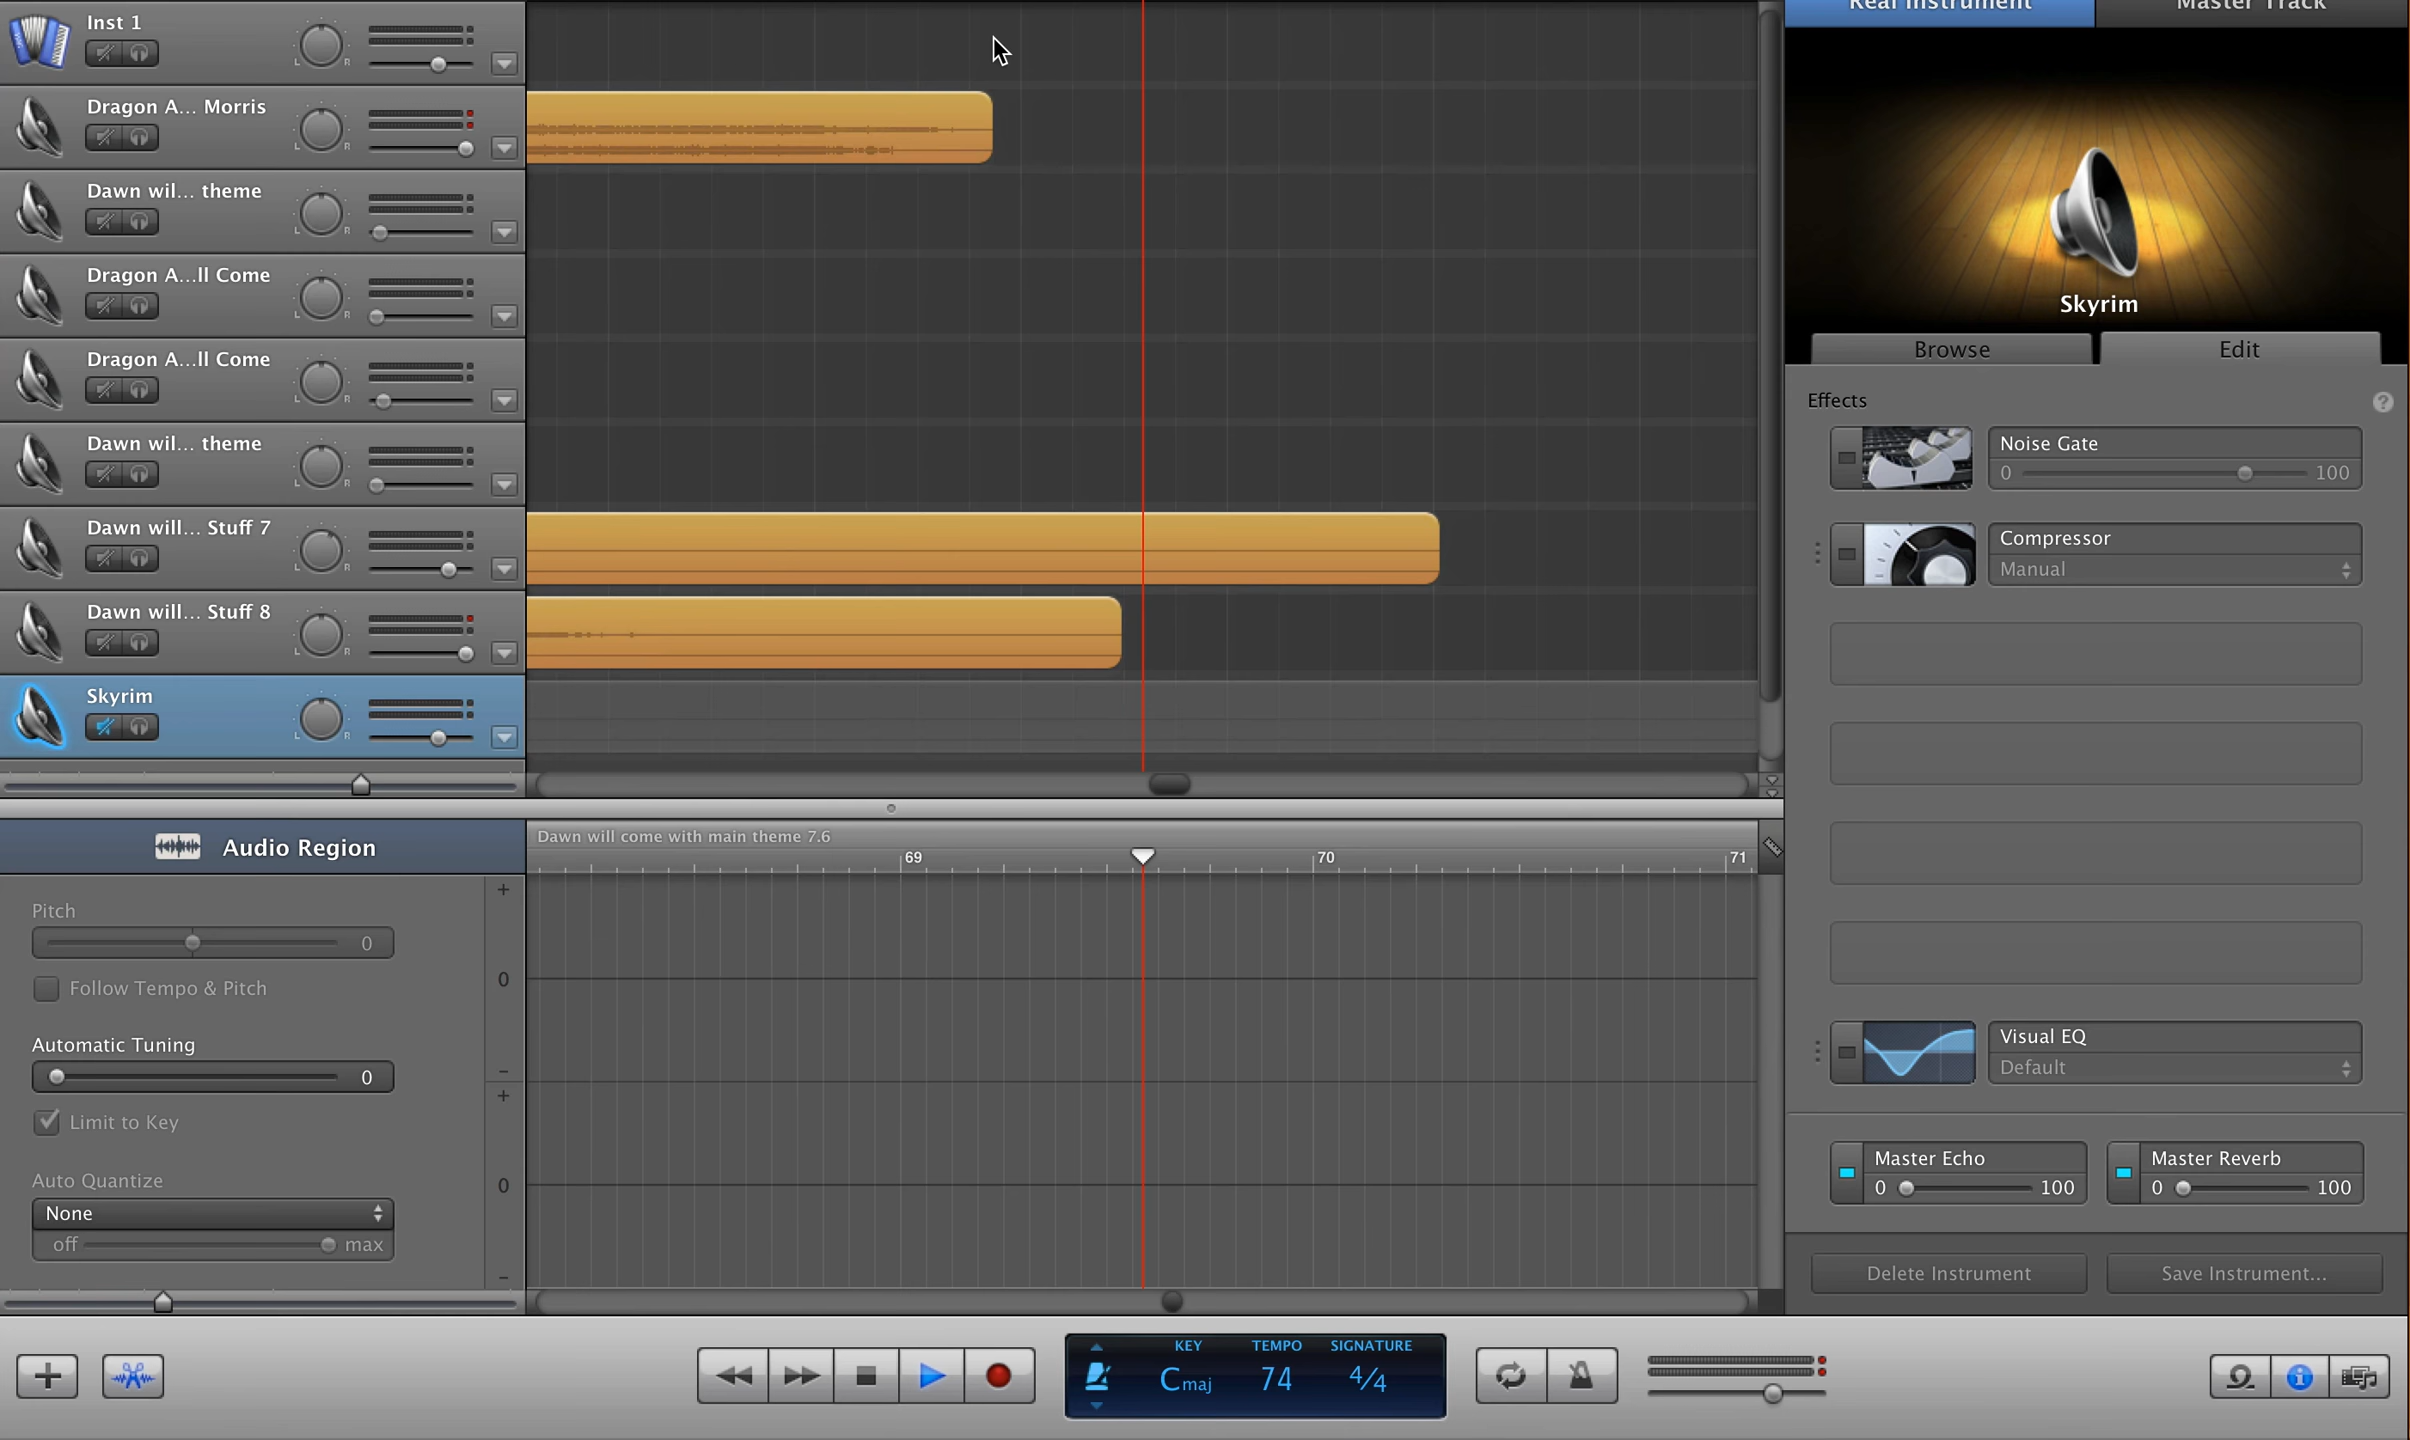 Inst 1
L R
Dragon A... Morris
L R
Dawn wil... theme
L R
Dragon A...ll Come
L R
Dragon A...ll Come
L R
Dawn wil... theme
L R
Dawn will... Stuff 7
L R
Dawn will... Stuff 8
L R
Skyrim
L R
Real Instrument
Master Track
Skyrim
Browse
Edit
Effects
?
Noise Gate
0 100
Compressor
Manual
Visual EQ
Default
Master Echo
0 100
Master Reverb
0 100
Delete Instrument
Save Instrument...
Audio Region
Dawn will come with main theme 7.6
69 70 71
Pitch
0
Follow Tempo & Pitch
Automatic Tuning
0
Limit to Key
Auto Quantize
None
off max
+
0
-
+
0
-
KEY TEMPO SIGNATURE
Cmaj 74 4/4